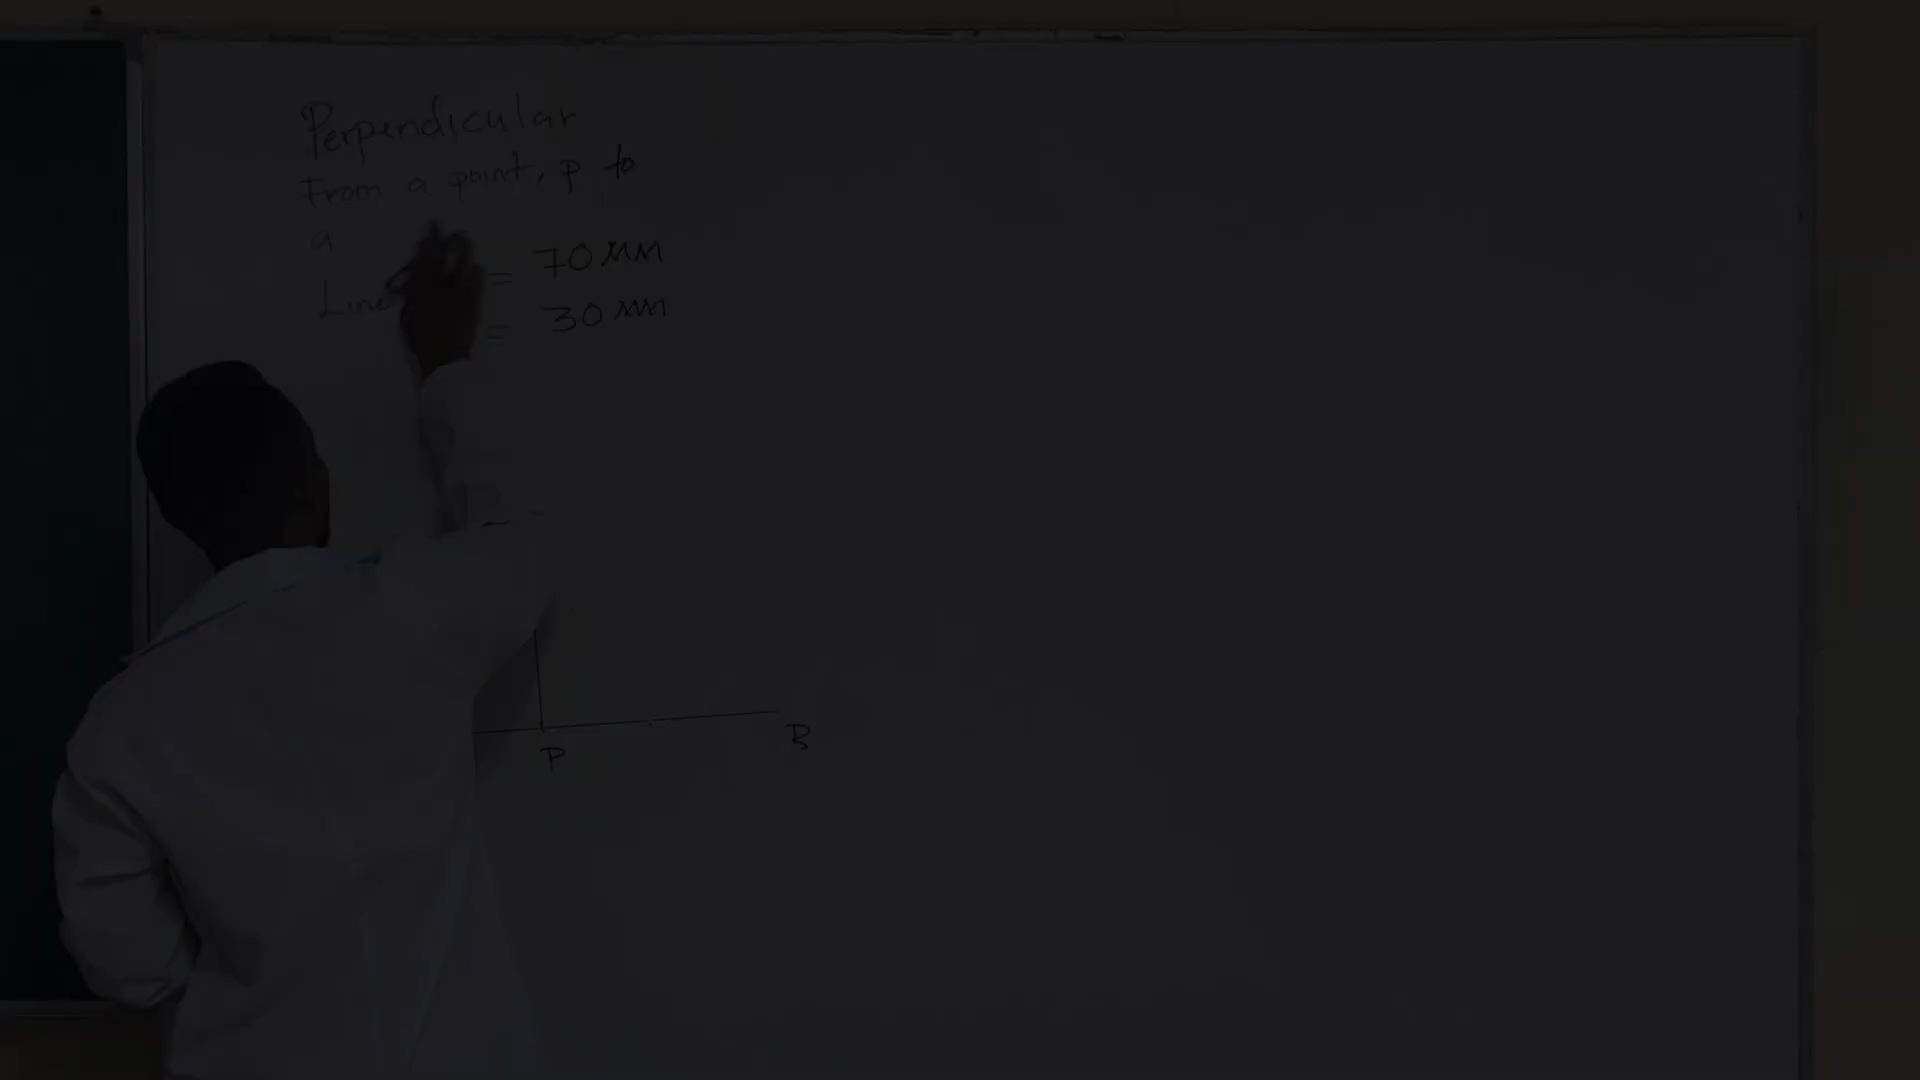 Perpendicular
From a point, P to
a
Line = 70 mm
= 30 mm
P
B